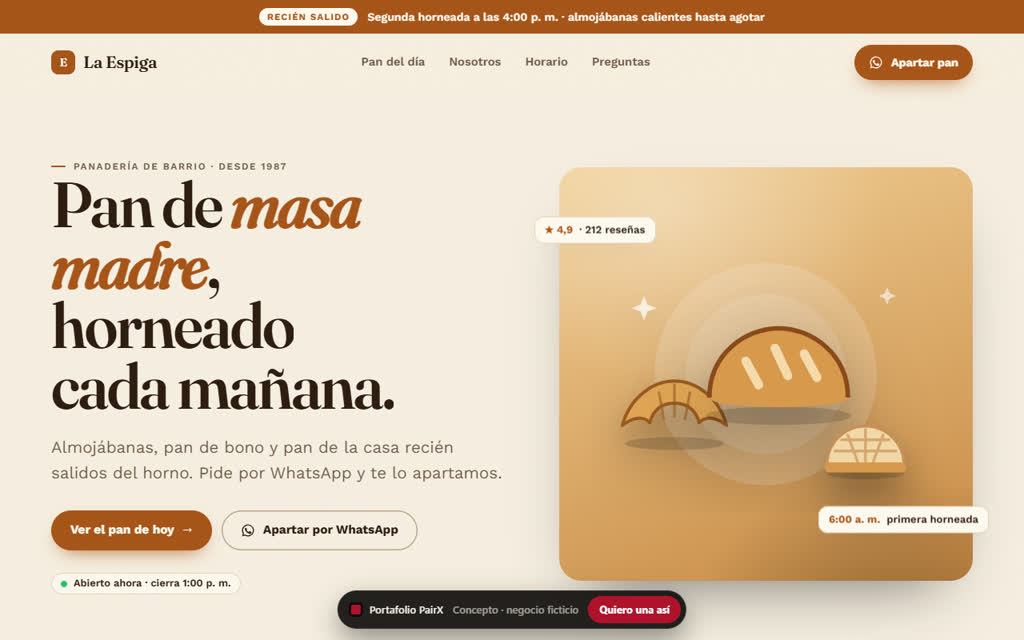 RECIÉN SALIDO Segunda horneada a las 4:00 p. m. · almojábanas calientes hasta agotar
E La Espiga Pan del día Nosotros Horario Preguntas Apartar pan
PANADERÍA DE BARRIO · DESDE 1987
Pan de masa
madre,
horneado
cada mañana.
Almojábanas, pan de bono y pan de la casa recién
salidos del horno. Pide por WhatsApp y te lo apartamos.
Ver el pan de hoy → Apartar por WhatsApp
Abierto ahora · cierra 1:00 p. m.
★ 4,9 · 212 reseñas
6:00 a. m. primera horneada
Portafolio PairX Concepto · negocio ficticio Quiero una así